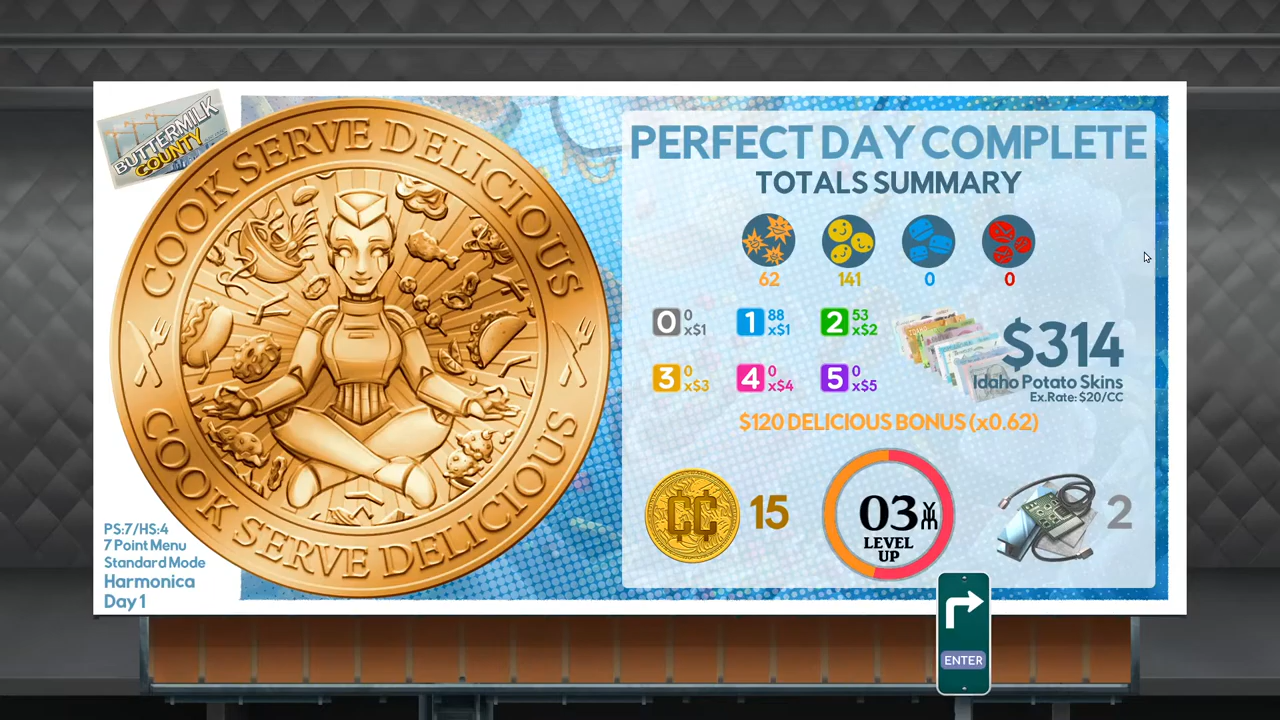 BUTTERMILK
COUNTY
COOK SERVE DELICIOUS
COOK SERVE DELICIOUS
PS:7/HS:4
7 Point Menu
Standard Mode
Harmonica
Day 1
PERFECT DAY COMPLETE
TOTALS SUMMARY
62 141 0 0
0 0 x$1 1 88 x$1 2 53 x$2
3 0 x$3 4 0 x$4 5 0 x$5
$314
Idaho Potato Skins
Ex.Rate: $20/CC
$120 DELICIOUS BONUS (x0.62)
CC 15
03
LEVEL
UP
2
ENTER